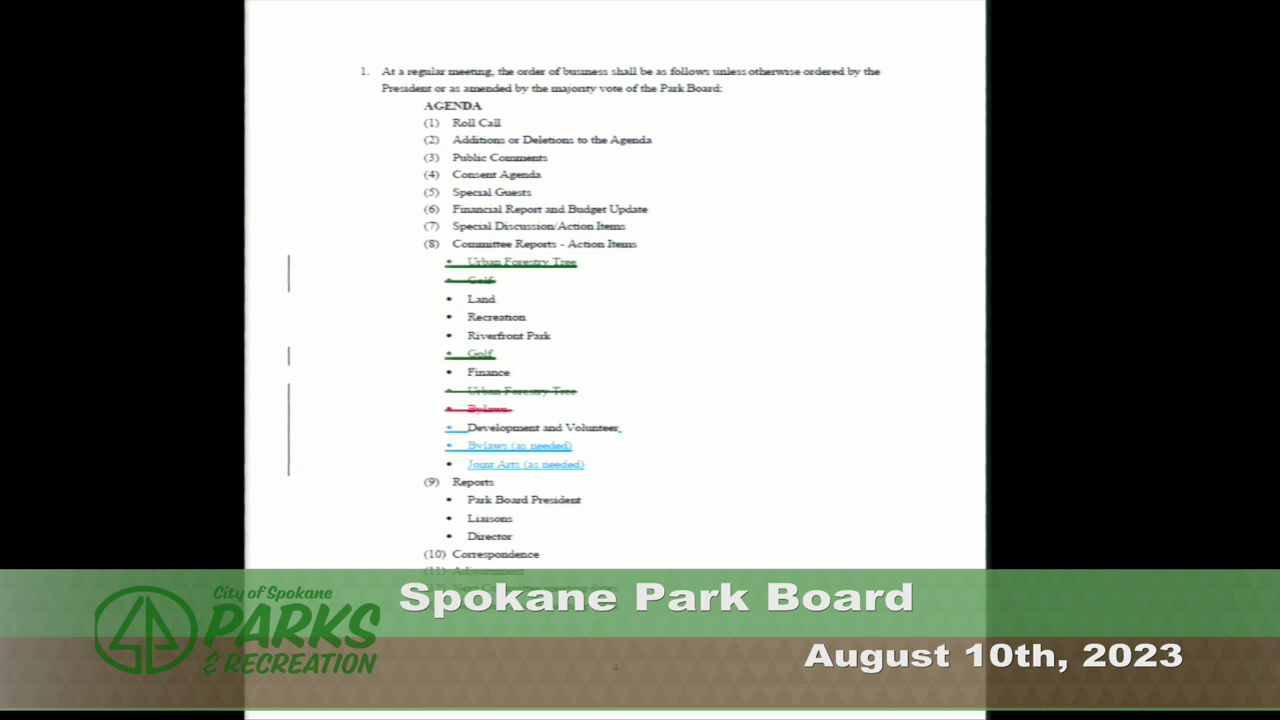 1. At a regular meeting, the order of business shall be as follows unless otherwise ordered by the
President or as amended by the majority vote of the Park Board:
AGENDA
(1) Roll Call
(2) Additions or Deletions to the Agenda
(3) Public Comments
(4) Consent Agenda
(5) Special Guests
(6) Financial Report and Budget Update
(7) Special Discussion/Action Items
(8) Committee Reports - Action Items
• Urban Forestry Tree
• Golf
• Land
• Recreation
• Riverfront Park
• Golf
• Finance
• Urban Forestry Tree
• Bylaws
• Development and Volunteer
• Bylaws (as needed)
• Joint Arts (as needed)
(9) Reports
• Park Board President
• Liaisons
• Director
(10) Correspondence
(11) Adjournment
City of Spokane
PARKS
& RECREATION
Spokane Park Board
August 10th, 2023
4